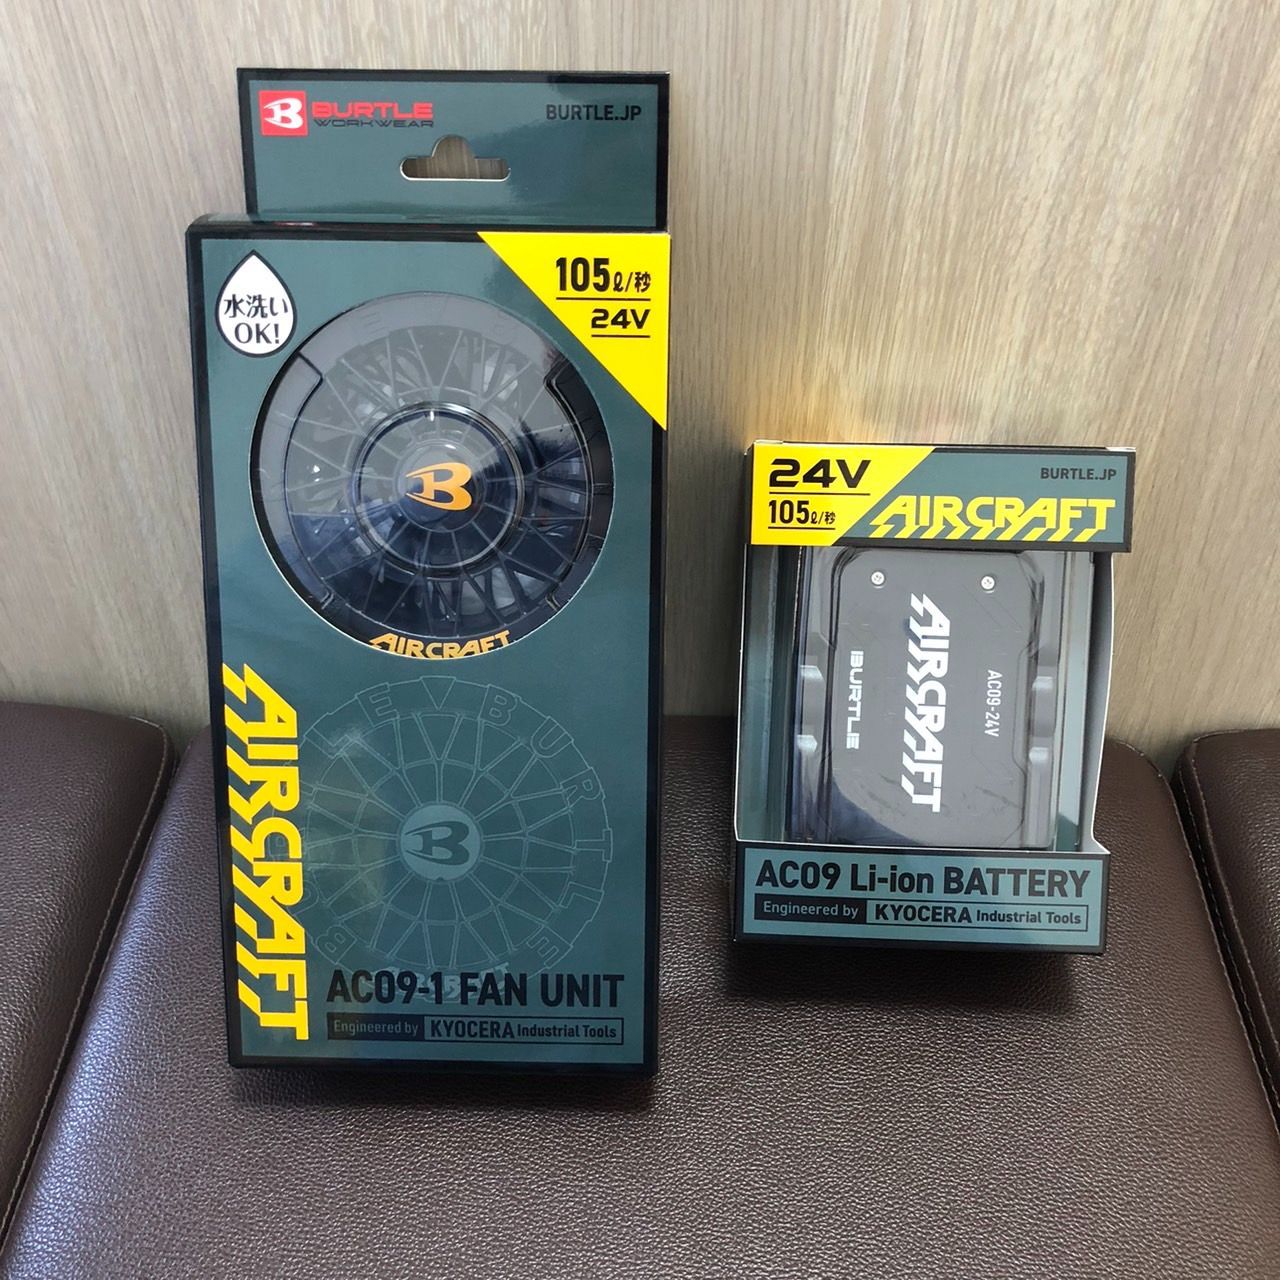 BURTLE
WORKWEAR
BURTLE.JP
水洗い
OK!
105ℓ/秒
24V
B
AIRCRAFT
AIRCRAFT
LEVBURTLE
B
AC09-1 FAN UNIT
Engineered by KYOCERA Industrial Tools
24V
105ℓ/秒
BURTLE.JP
AIRCRAFT
AIRCRAFT
BURTLE
AC09-24V
AC09 Li-ion BATTERY
Engineered by KYOCERA Industrial Tools